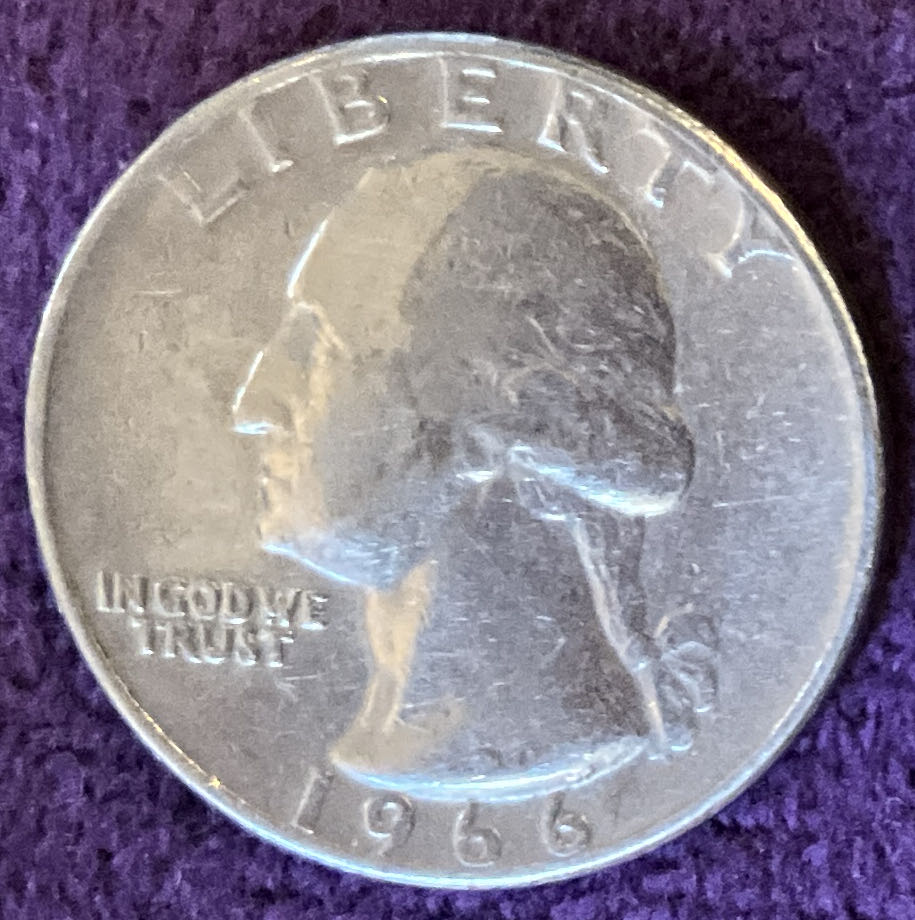 LIBERTY
IN GOD WE
TRUST
1966